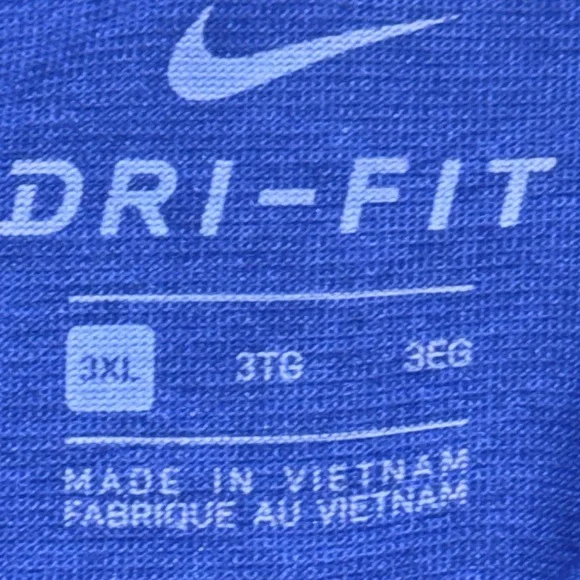 DRI-FIT
3XL 3TG 3EG
MADE IN VIETNAM
FABRIQUE AU VIETNAM